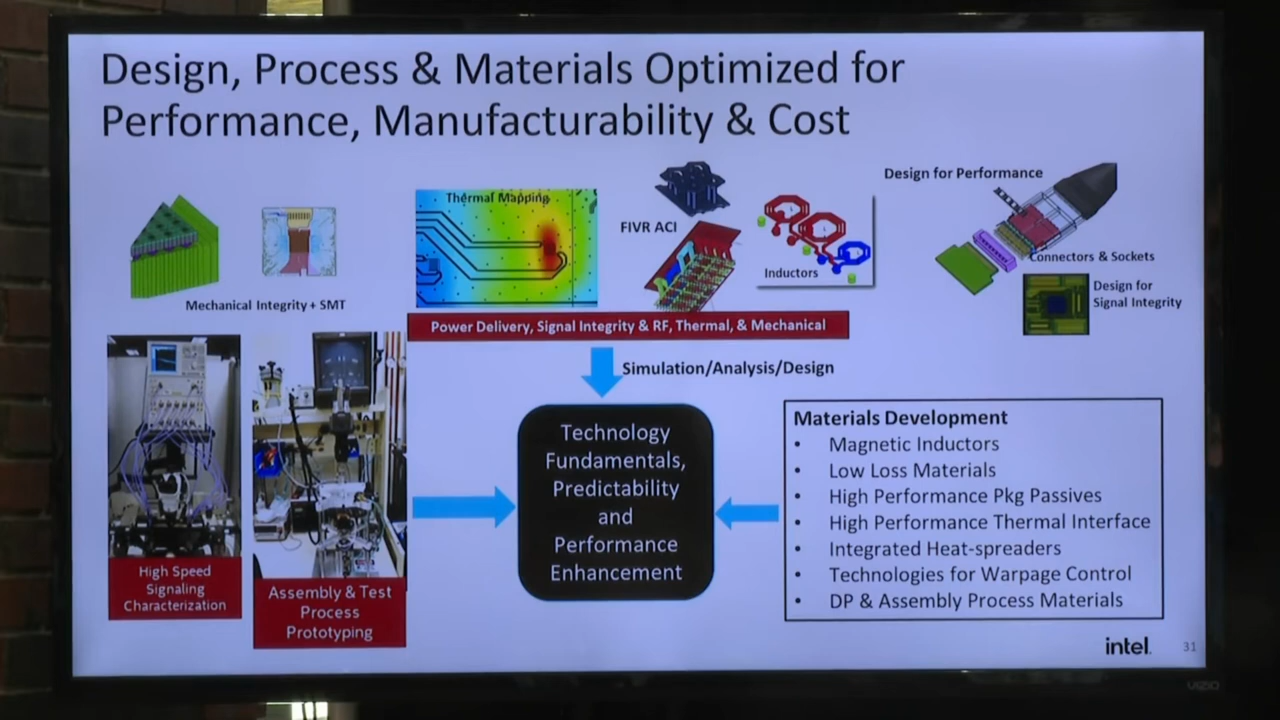 Design, Process & Materials Optimized for
Performance, Manufacturability & Cost
Mechanical Integrity + SMT
Thermal Mapping
FIVR ACI
Inductors
Design for Performance
Connectors & Sockets
Design for
Signal Integrity
Power Delivery, Signal Integrity & RF, Thermal, & Mechanical
Simulation/Analysis/Design
High Speed
Signaling
Characterization
Assembly & Test
Process
Prototyping
Technology
Fundamentals,
Predictability
and
Performance
Enhancement
Materials Development
• Magnetic Inductors
• Low Loss Materials
• High Performance Pkg Passives
• High Performance Thermal Interface
• Integrated Heat-spreaders
• Technologies for Warpage Control
• DP & Assembly Process Materials
intel.
31
VIZIO